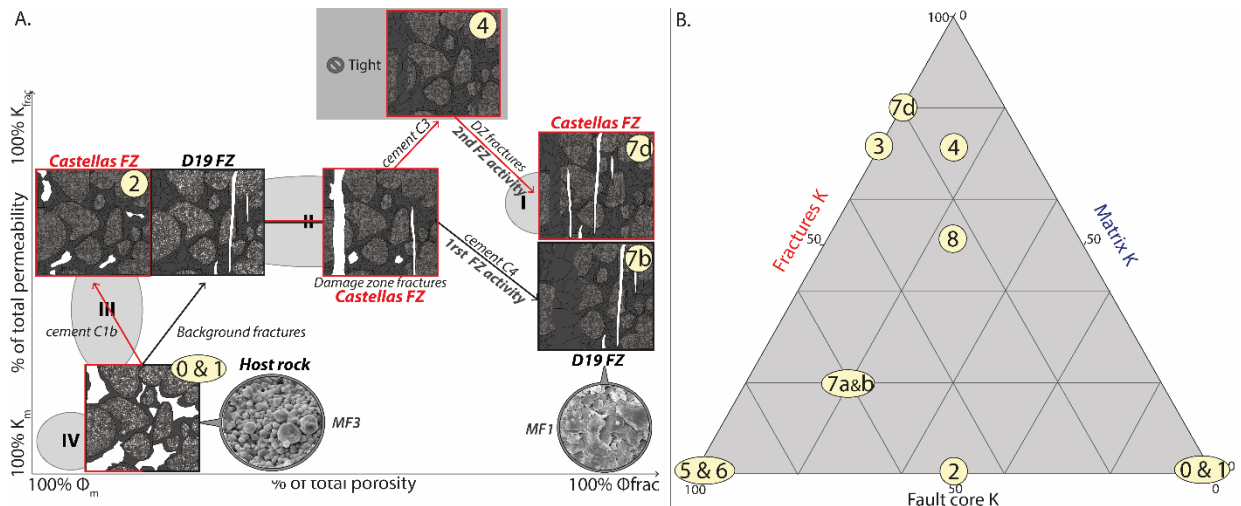 A.
4
Tight
100% Kfrac
cement C3
DZ fractures
2nd FZ activity
Castellas FZ
7d
Castellas FZ
2
D19 FZ
II
I
% of total permeability
Damage zone fractures
Castellas FZ
cement C4
1rst FZ activity
7b
III
cement C1b
Background fractures
D19 FZ
0 & 1
Host rock
MF3
MF1
100% Km
IV
100% Φm
% of total porosity
100% Φfrac
B.
100
0
7d
3
4
Fractures K
Matrix K
50
50
8
7a&b
5 & 6
2
0 & 1
100
50
0
Fault core K